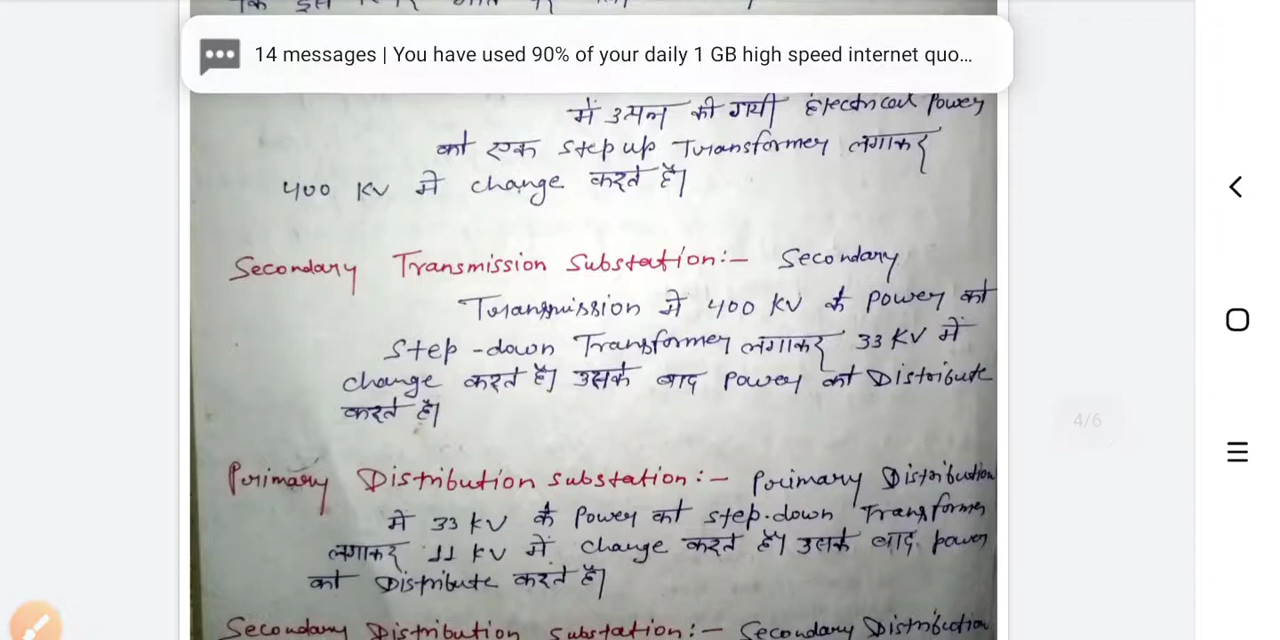 14 messages | You have used 90% of your daily 1 GB high speed internet quo...
में उत्पन्न की गयी Electrical Power
को एक Step up Transformer लगाकर
400 KV में change करते है।
Secondary Transmission Substation:- Secondary
Transmission में 400 KV के Power को
Step-down Transformer लगाकर 33 KV में
change करते है। उसके बाद Power को Distribute
करते है।
4/6
Primary Distribution substation:- Primary Distribution
में 33 KV के Power को step-down Transformer
लगाकर 11 KV में change करते है। उसके बाद power
को Distribute करते है।
Secondary Distribution Substation:- Secondary Distribution